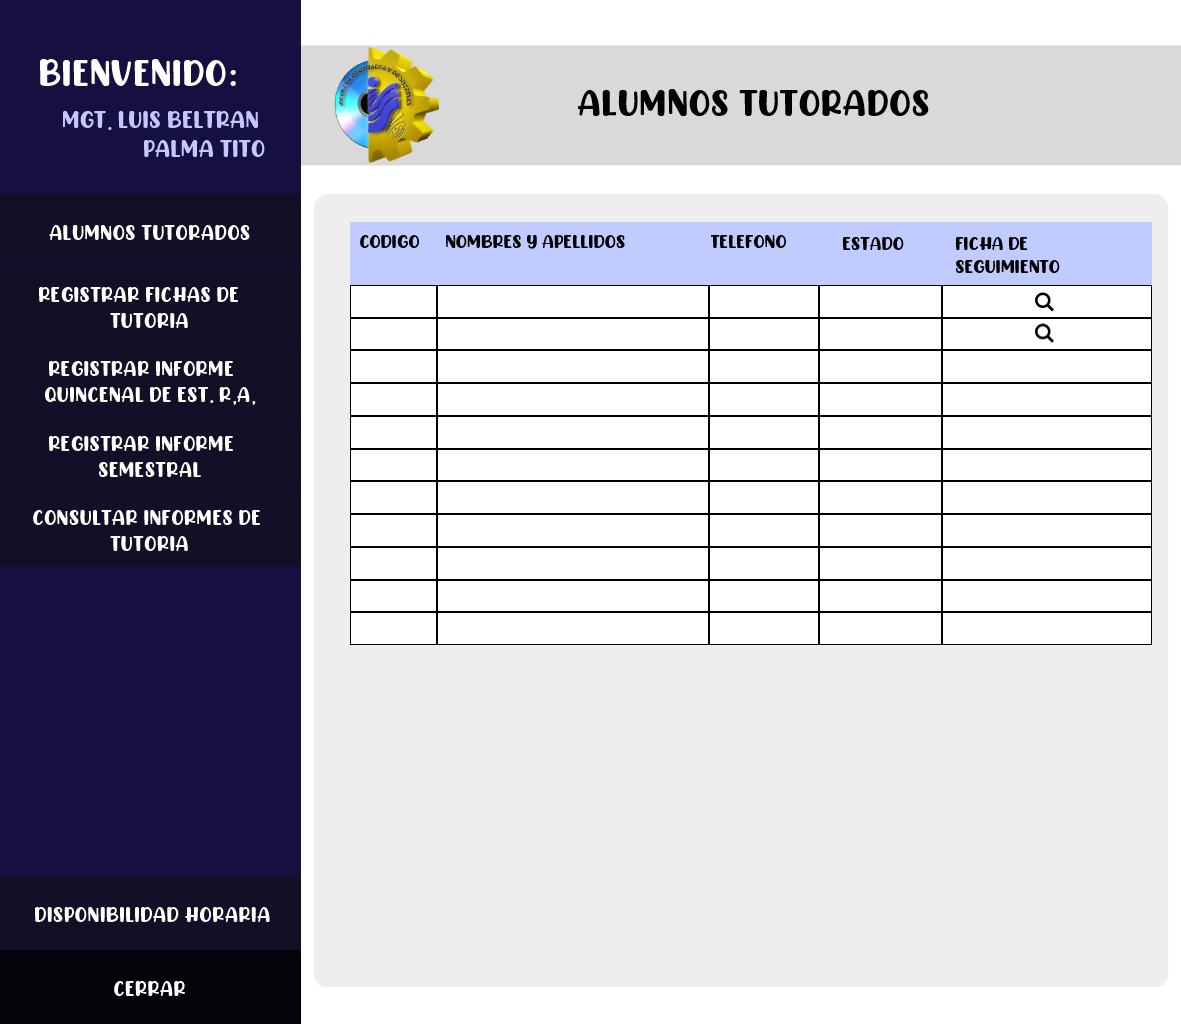 BIENVENIDO:
MGT. LUIS BELTRAN
PALMA TITO
ALUMNOS TUTORADOS
REGISTRAR FICHAS DE
TUTORIA
REGISTRAR INFORME
QUINCENAL DE EST. R,A,
REGISTRAR INFORME
SEMESTRAL
CONSULTAR INFORMES DE
TUTORIA
DISPONIBILIDAD HORARIA
CERRAR
ALUMNOS TUTORADOS
CODIGO NOMBRES Y APELLIDOS TELEFONO ESTADO FICHA DE
SEGUIMIENTO